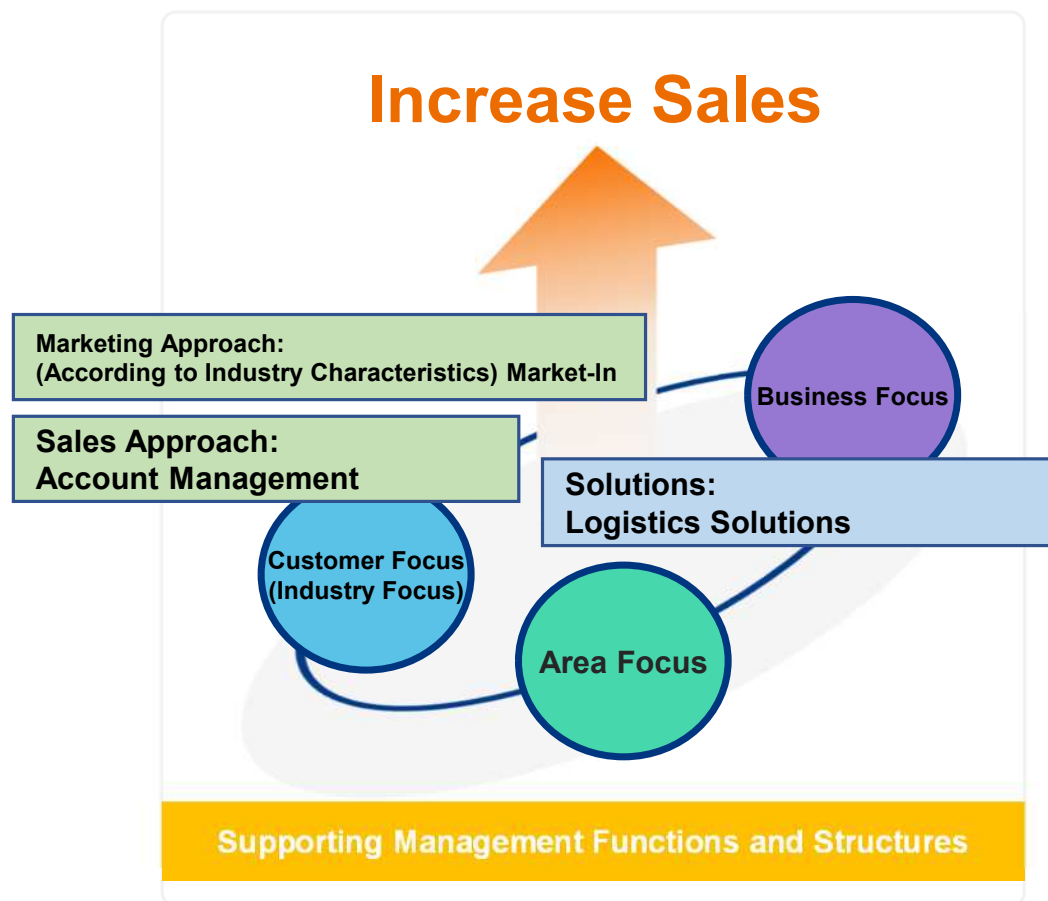 Increase Sales
Marketing Approach:
(According to Industry Characteristics) Market-In
Business Focus
Sales Approach:
Account Management
Solutions:
Logistics Solutions
Customer Focus
(Industry Focus)
Area Focus
Supporting Management Functions and Structures